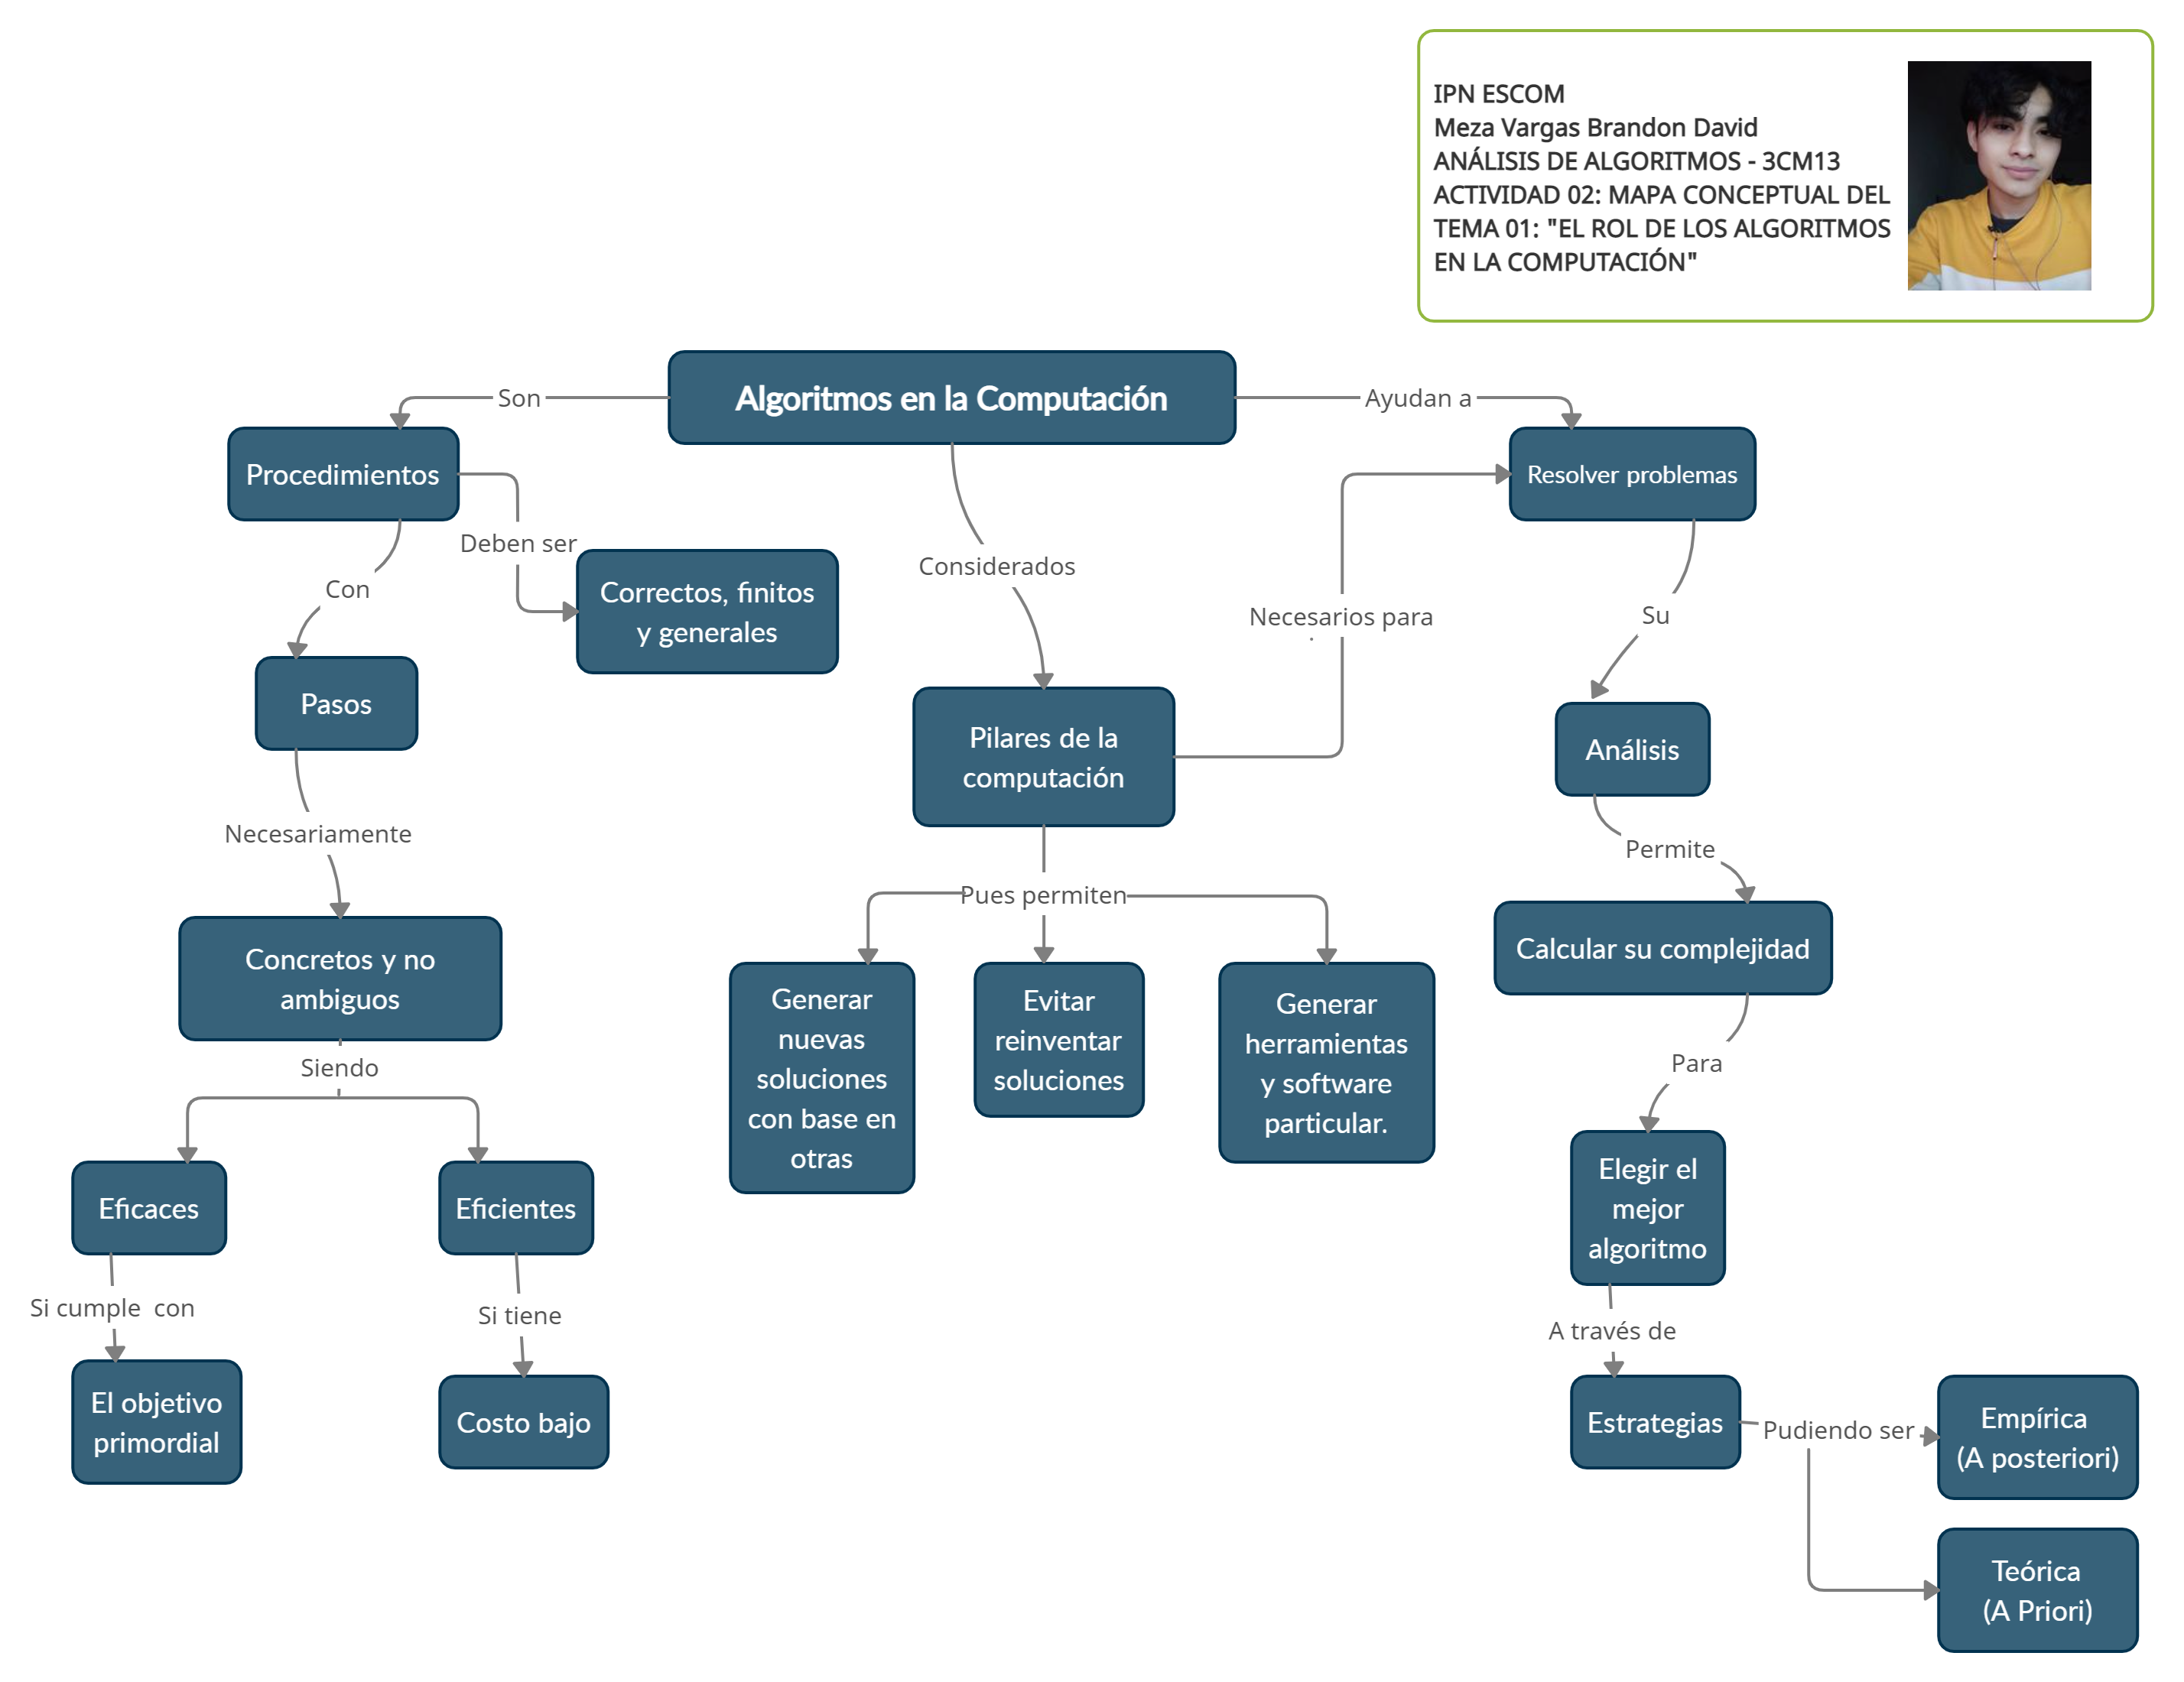 IPN ESCOM
Meza Vargas Brandon David
ANÁLISIS DE ALGORITMOS - 3CM13
ACTIVIDAD 02: MAPA CONCEPTUAL DEL
TEMA 01: "EL ROL DE LOS ALGORITMOS
EN LA COMPUTACIÓN"
Algoritmos en la Computación
Son
Ayudan a
Procedimientos
Resolver problemas
Deben ser
Correctos, finitos
y generales
Considerados
Con
Necesarios para
.
Su
Pasos
Pilares de la
computación
Análisis
Necesariamente
Permite
Pues permiten
Concretos y no
ambiguos
Calcular su complejidad
Generar
nuevas
soluciones
con base en
otras
Evitar
reinventar
soluciones
Generar
herramientas
y software
particular.
Siendo
Para
Eficaces
Eficientes
Elegir el
mejor
algoritmo
Si cumple  con
Si tiene
A través de
El objetivo
primordial
Costo bajo
Estrategias
Pudiendo ser
Empírica
(A posteriori)
Teórica
(A Priori)